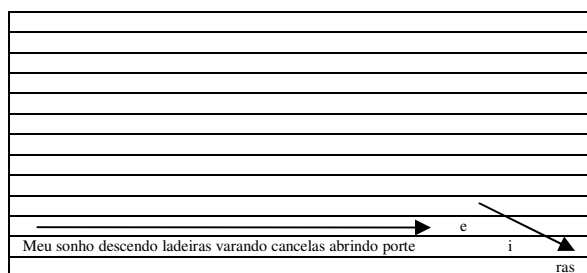 e
Meu sonho descendo ladeiras varando cancelas abrindo porte i
ras